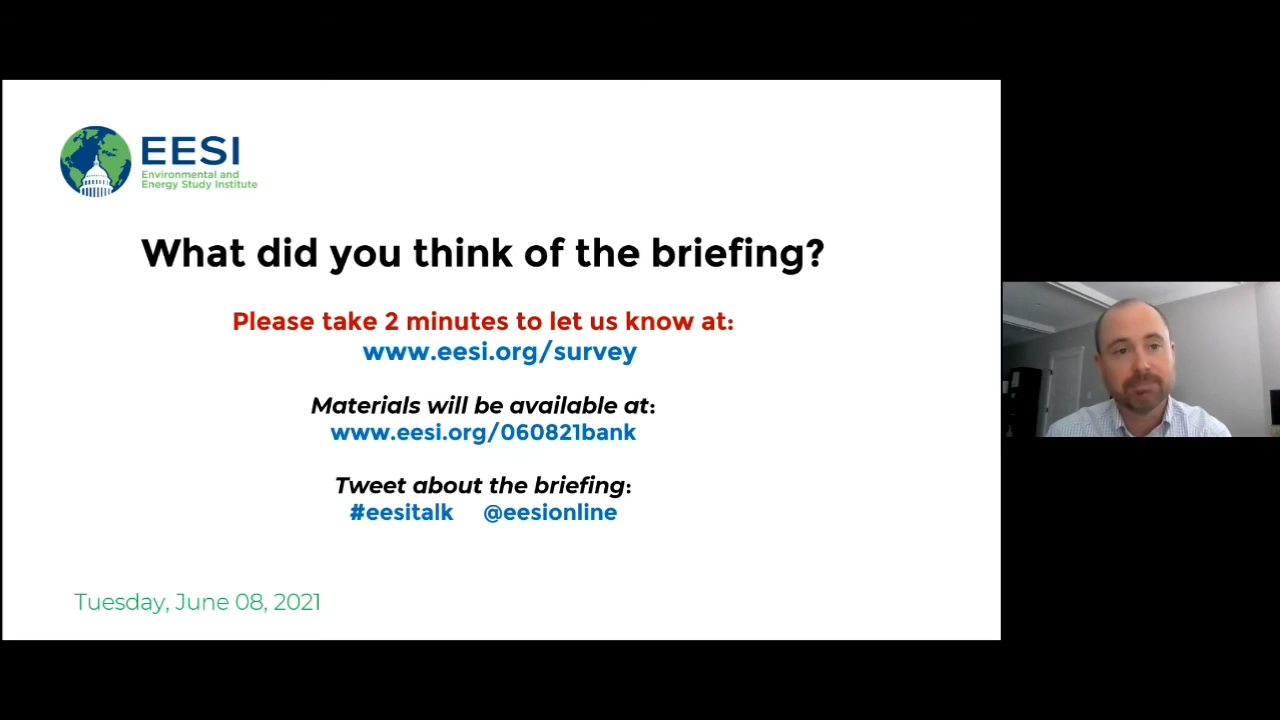 EESI
Environmental and
Energy Study Institute
What did you think of the briefing?
Please take 2 minutes to let us know at:
www.eesi.org/survey
Materials will be available at:
www.eesi.org/060821bank
Tweet about the briefing:
#eesitalk @eesionline
Tuesday, June 08, 2021